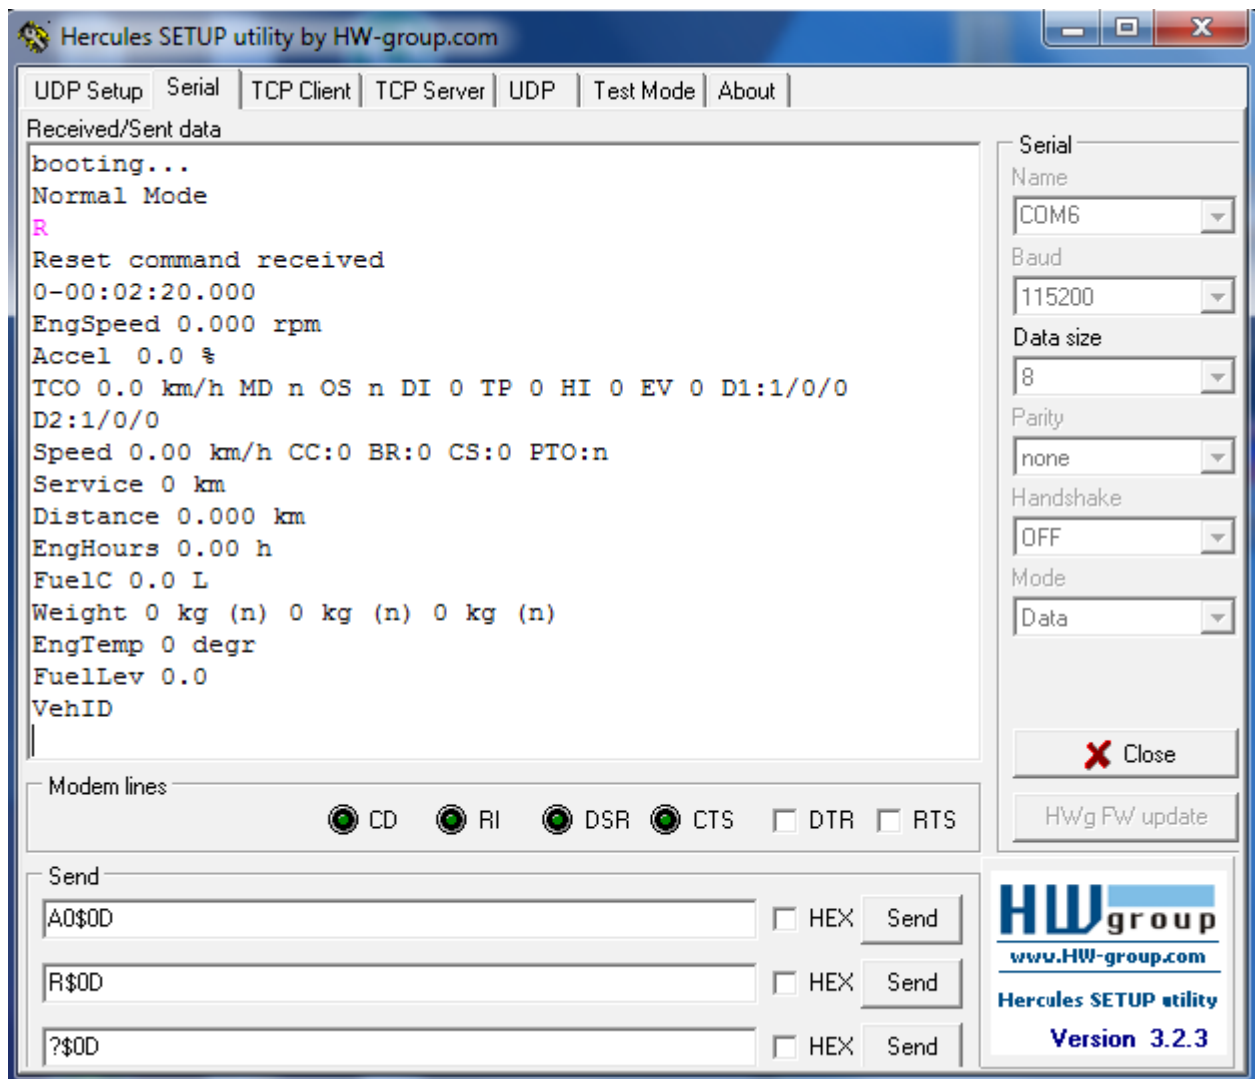 Hercules SETUP utility by HW-group.com
UDP Setup Serial TCP Client TCP Server UDP Test Mode About
Received/Sent data
booting...
Normal Mode
R
Reset command received
0-00:02:20.000
EngSpeed 0.000 rpm
Accel 0.0 %
TCO 0.0 km/h MD n OS n DI 0 TP 0 HI 0 EV 0 D1:1/0/0
D2:1/0/0
Speed 0.00 km/h CC:0 BR:0 CS:0 PTO:n
Service 0 km
Distance 0.000 km
EngHours 0.00 h
FuelC 0.0 L
Weight 0 kg (n) 0 kg (n) 0 kg (n)
EngTemp 0 degr
FuelLev 0.0
VehID
Serial
Name
COM6
Baud
115200
Data size
8
Parity
none
Handshake
OFF
Mode
Data
Close
HWg FW update
Modem lines
CD RI DSR CTS DTR RTS
Send
A0$0D HEX Send
R$0D HEX Send
?$0D HEX Send
HW group
www.HW-group.com
Hercules SETUP utility
Version 3.2.3